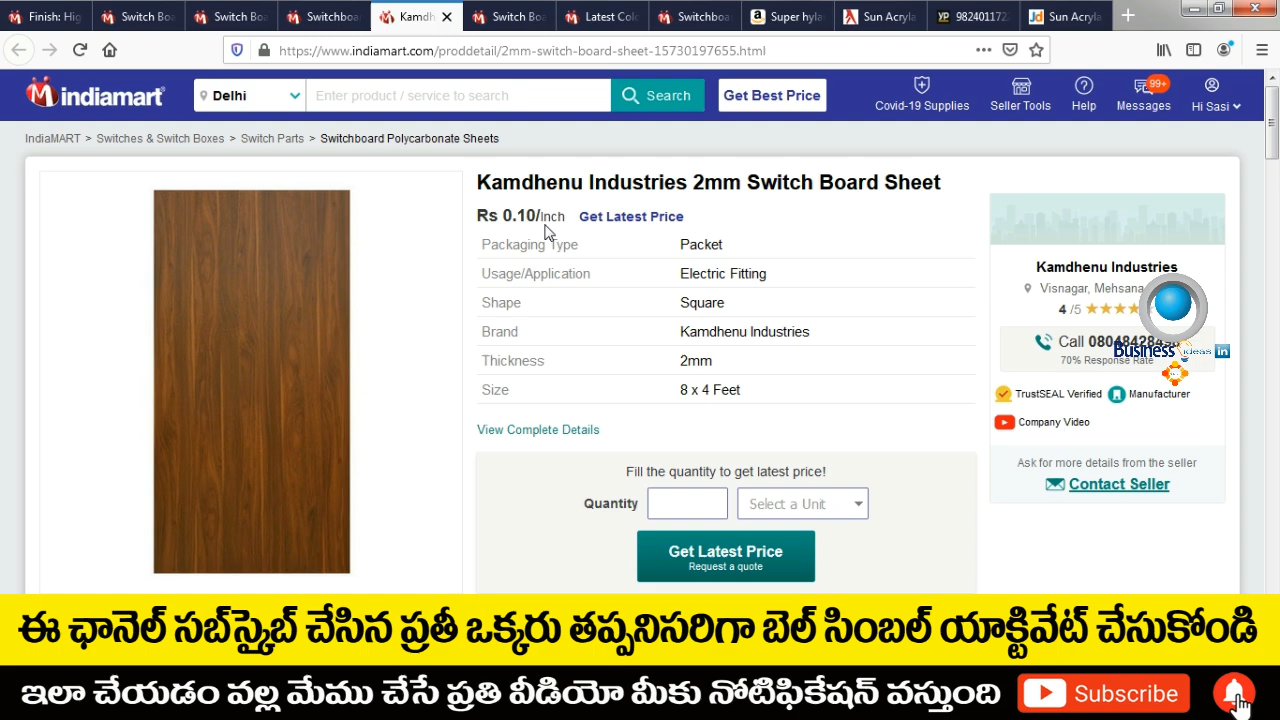 Finish: Hig
Switch Boa
Switch Boa
Switchboa
Kamdh
Switch Boa
Latest Colo
Switchboa
Super hyla
Sun Acryla
9824011722
Sun Acryla
https://www.indiamart.com/proddetail/2mm-switch-board-sheet-15730197655.html
indiamart
Delhi
Enter product / service to search
Search
Get Best Price
Covid-19 Supplies
Seller Tools
Help
99+
Messages
Hi Sasi
IndiaMART > Switches & Switch Boxes > Switch Parts > Switchboard Polycarbonate Sheets
Kamdhenu Industries 2mm Switch Board Sheet
Rs 0.10/Inch Get Latest Price
Packaging Type Packet
Usage/Application Electric Fitting
Shape Square
Brand Kamdhenu Industries
Thickness 2mm
Size 8 x 4 Feet
View Complete Details
Fill the quantity to get latest price!
Quantity Select a Unit
Get Latest Price
Request a quote
Kamdhenu Industries
Visnagar, Mehsana
4 /5
Call 08048428496
70% Response Rate
Business ideas in
TrustSEAL Verified Manufacturer
Company Video
Ask for more details from the seller
Contact Seller
ఈ ఛానెల్ సబ్‌స్క్రైబ్ చేసిన ప్రతీ ఒక్కరు తప్పనిసరిగా బెల్ సింబల్ యాక్టివేట్ చేసుకోండి
ఇలా చేయడం వల్ల మేము చేసే ప్రతి వీడియో మీకు నోటిఫికేషన్ వస్తుంది
Subscribe